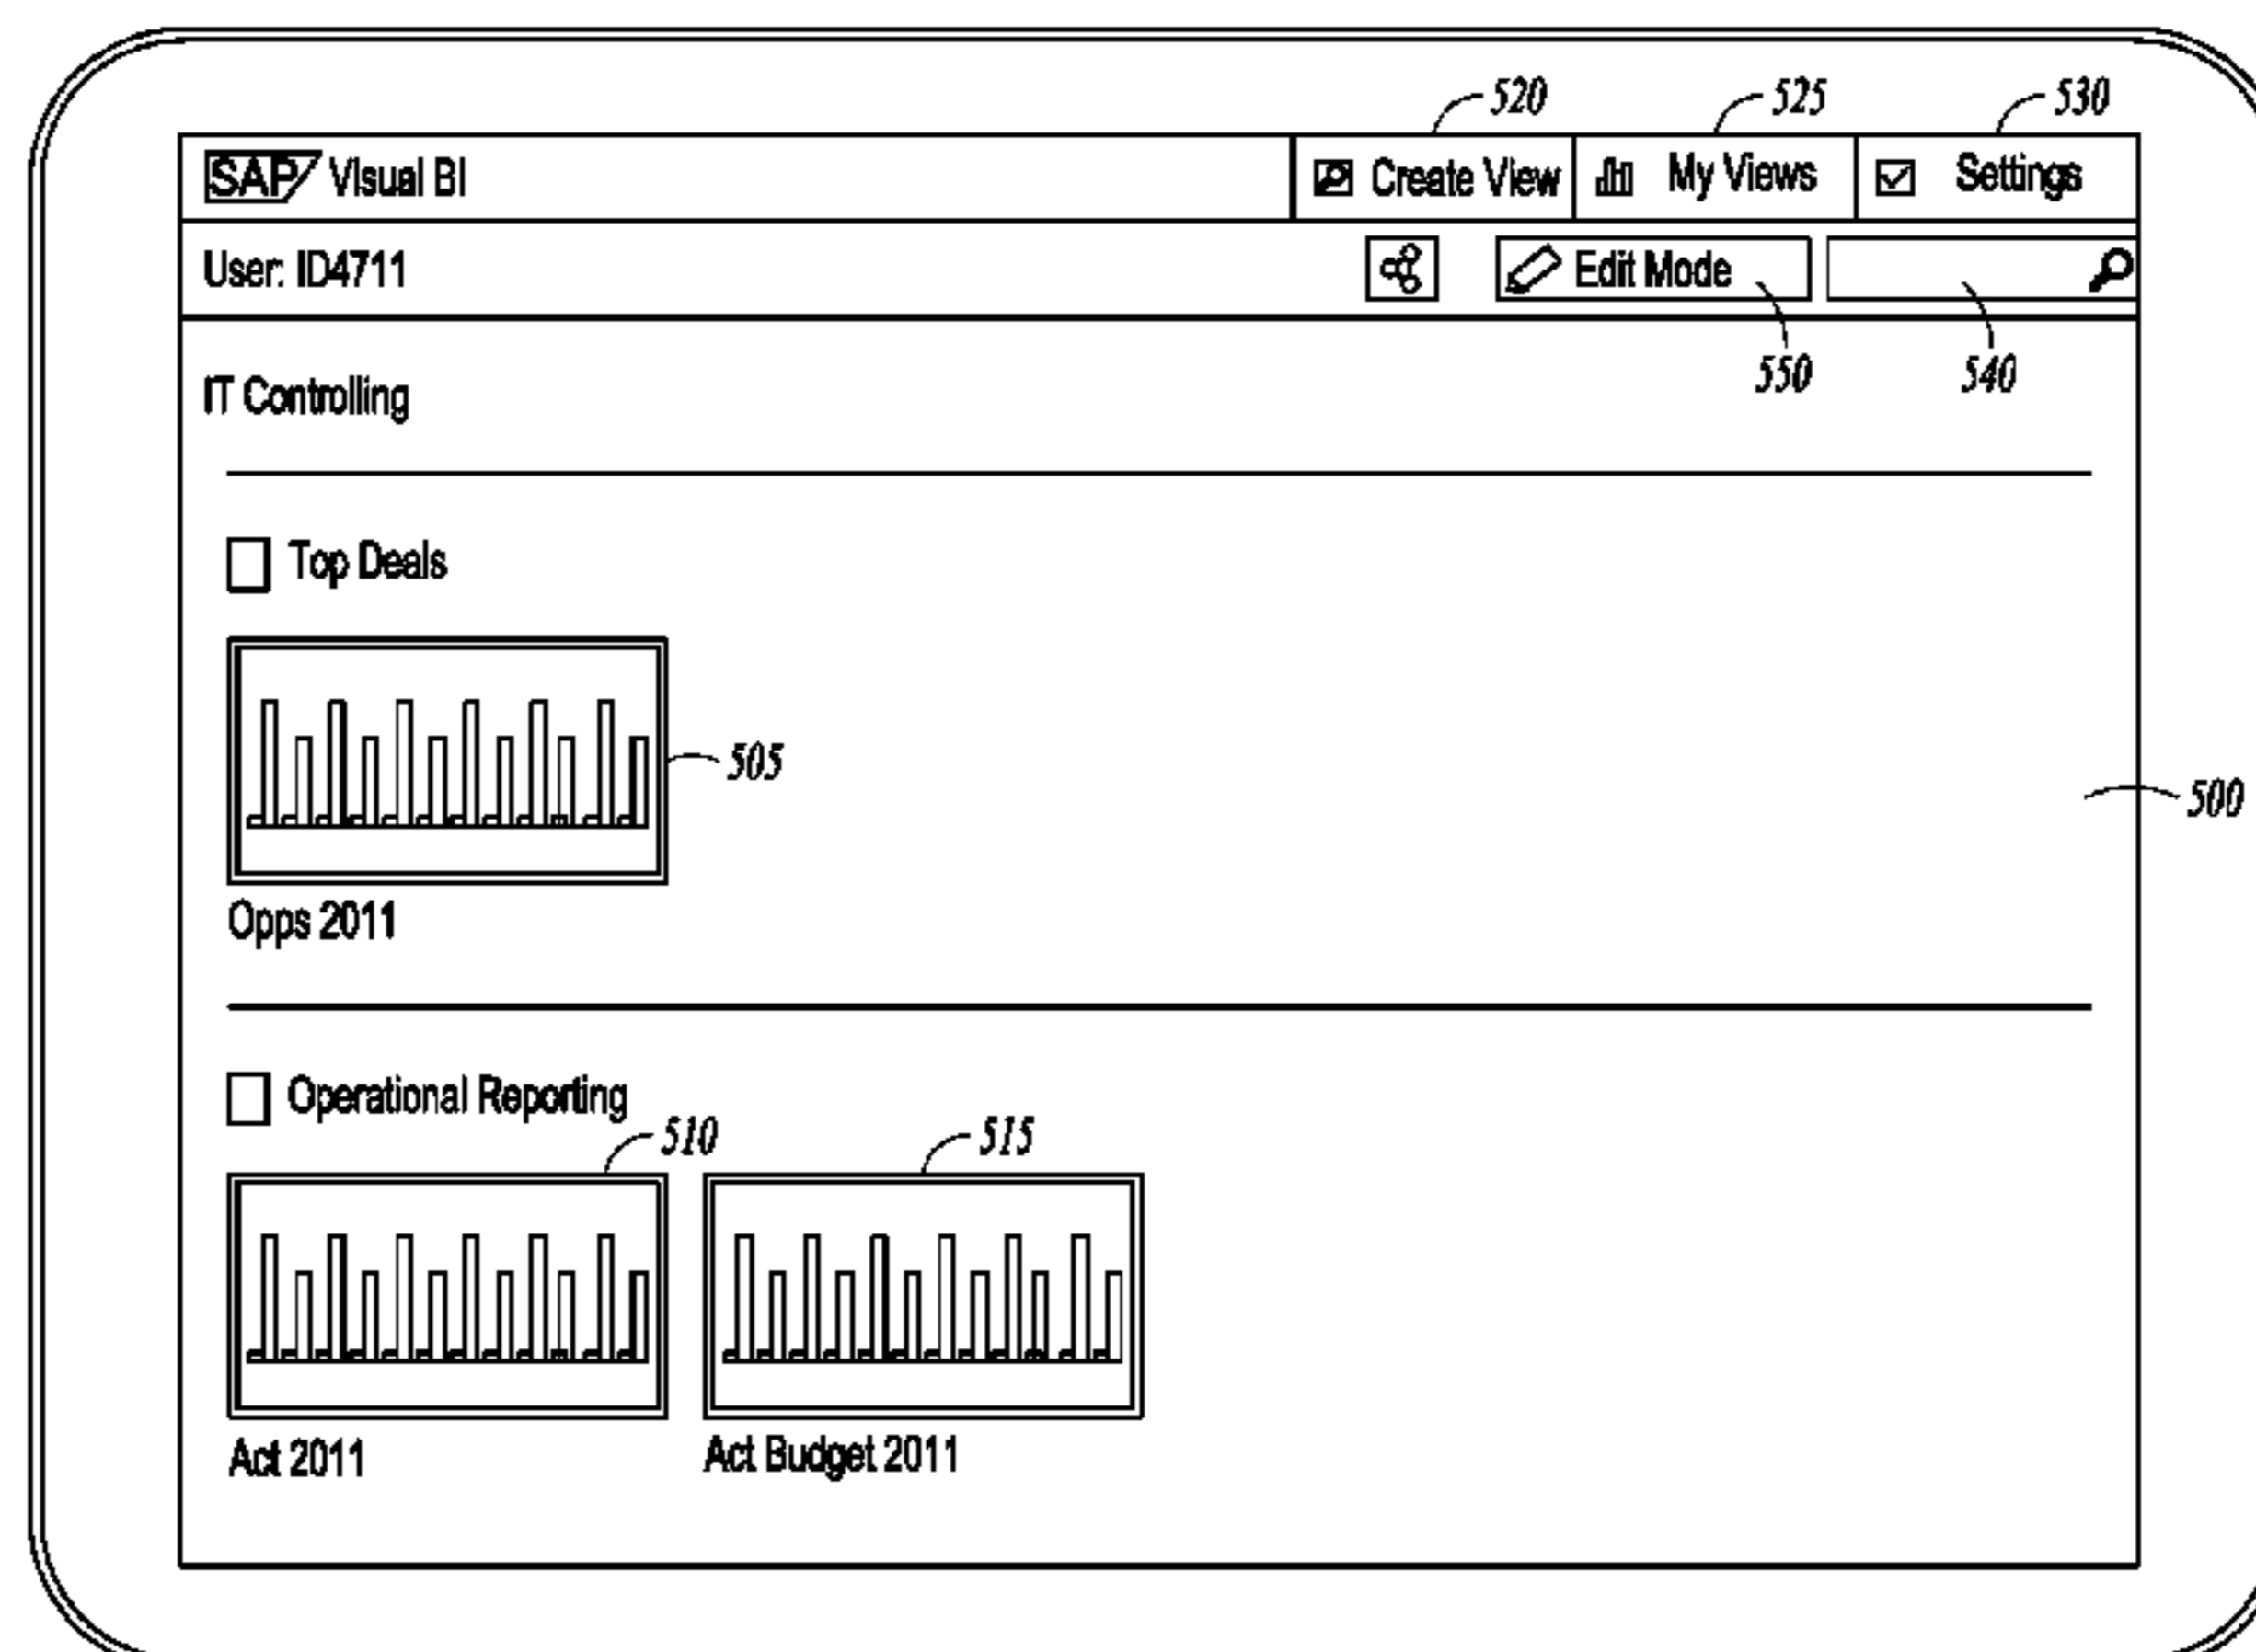 520 525 530
SAP Visual BI Create View My Views Settings
User: ID4711 Edit Mode
550 540
IT Controlling
Top Deals
505
500
Opps 2011
Operational Reporting
510 515
Act 2011 Act Budget 2011